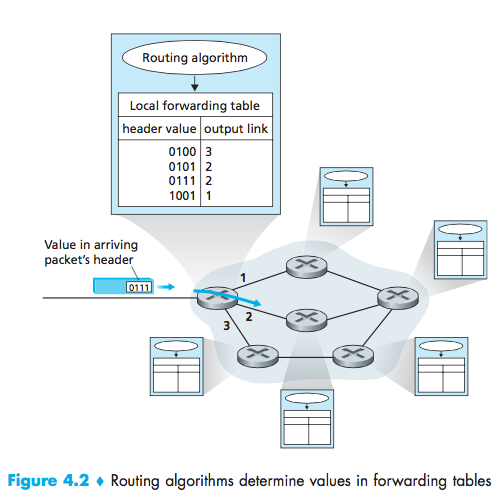 Routing algorithm
Local forwarding table
header value output link
0100 3
0101 2
0111 2
1001 1
Value in arriving
packet's header
0111
1
2
3
Figure 4.2 ♦ Routing algorithms determine values in forwarding tables